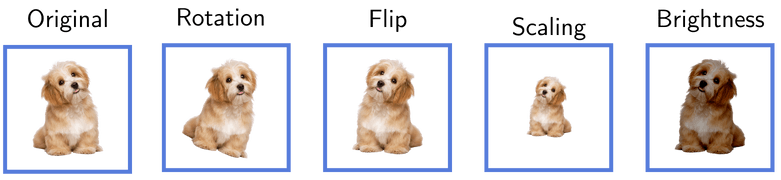 Original
Rotation
Flip
Scaling
Brightness